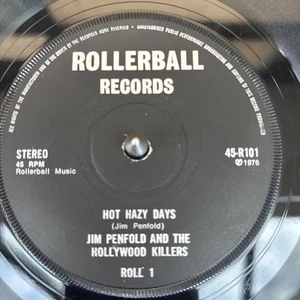 ROLLERBALL
RECORDS
STEREO
45 RPM
Rollerball Music
45-R101
℗1976
HOT HAZY DAYS
(Jim Penfold)
JIM PENFOLD AND THE
HOLLYWOOD KILLERS
ROLL 1